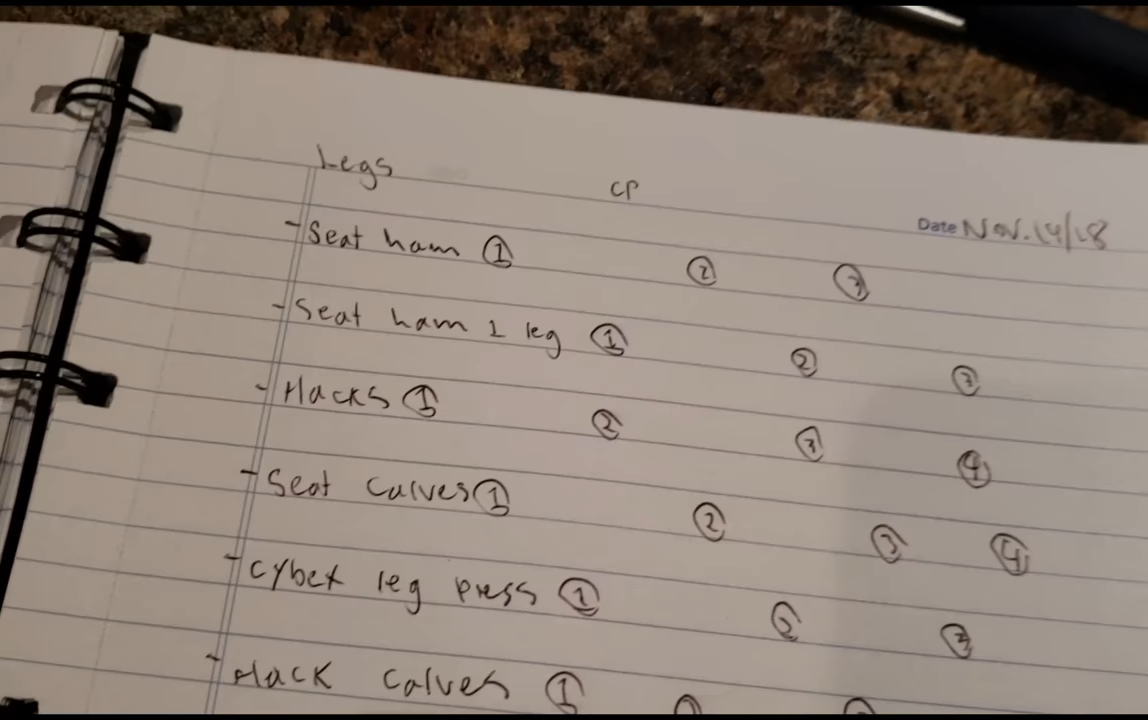 Legs CP
Date Nov. 14/18
- Seat ham ① ② ③
- Seat ham 1 leg ① ② ③
- Hacks ① ② ③ ④
- Seat calves ① ② ③ ④
- Cybex leg press ① ② ③
- Hack calves ①